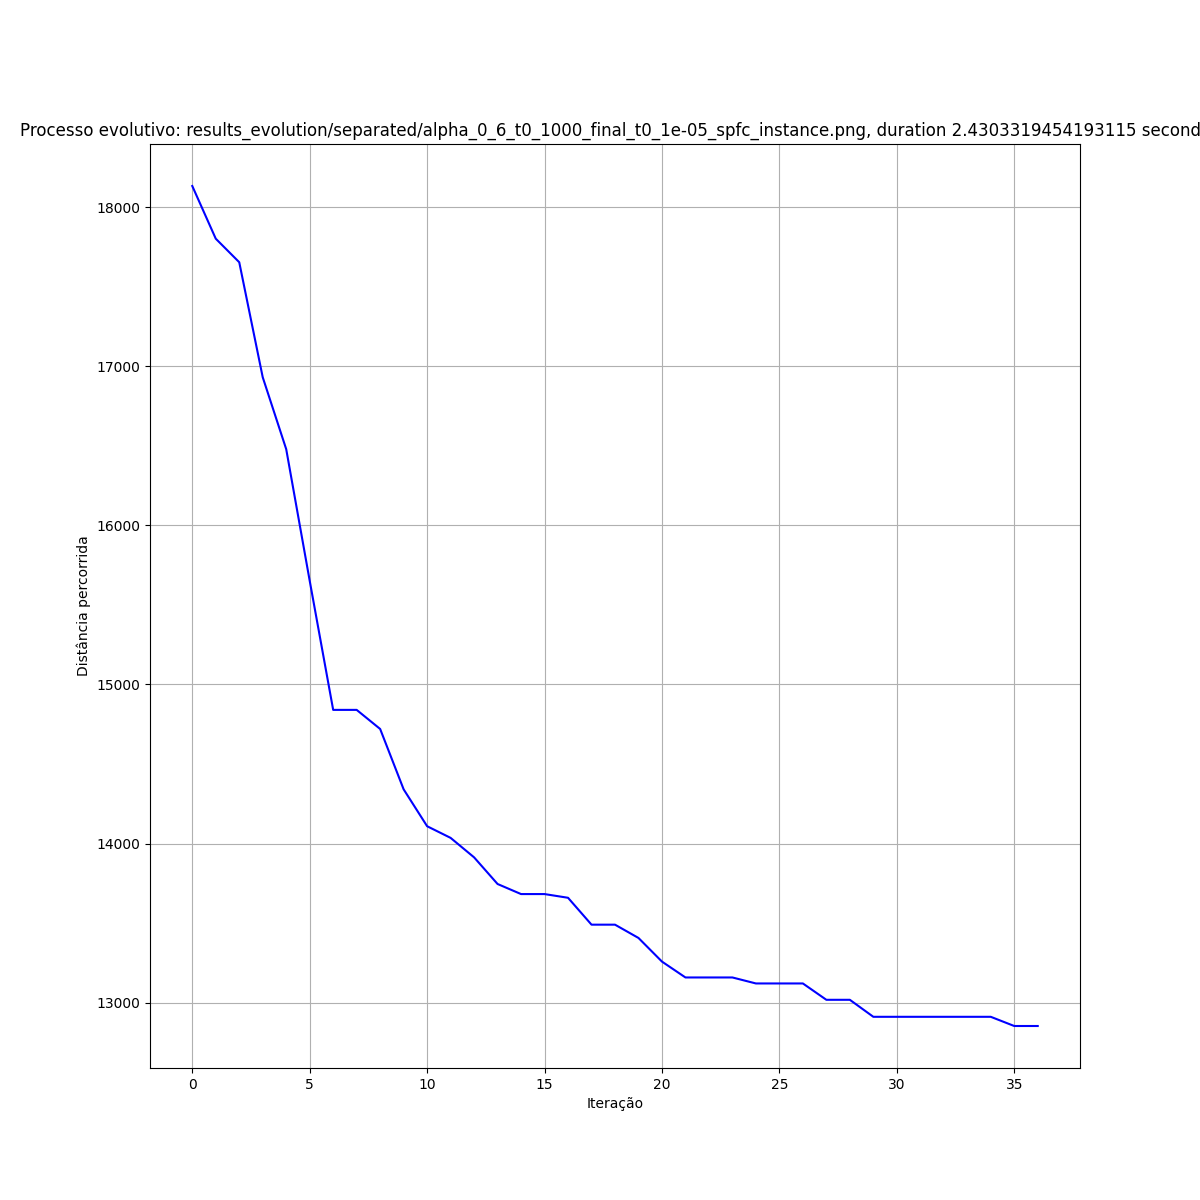 Processo evolutivo: results_evolution/separated/alpha_0_6_t0_1000_final_t0_1e-05_spfc_instance.png, duration 2.4303319454193115 second
18000
17000
16000
15000
14000
13000
Distância percorrida
0 5 10 15 20 25 30 35
Iteração